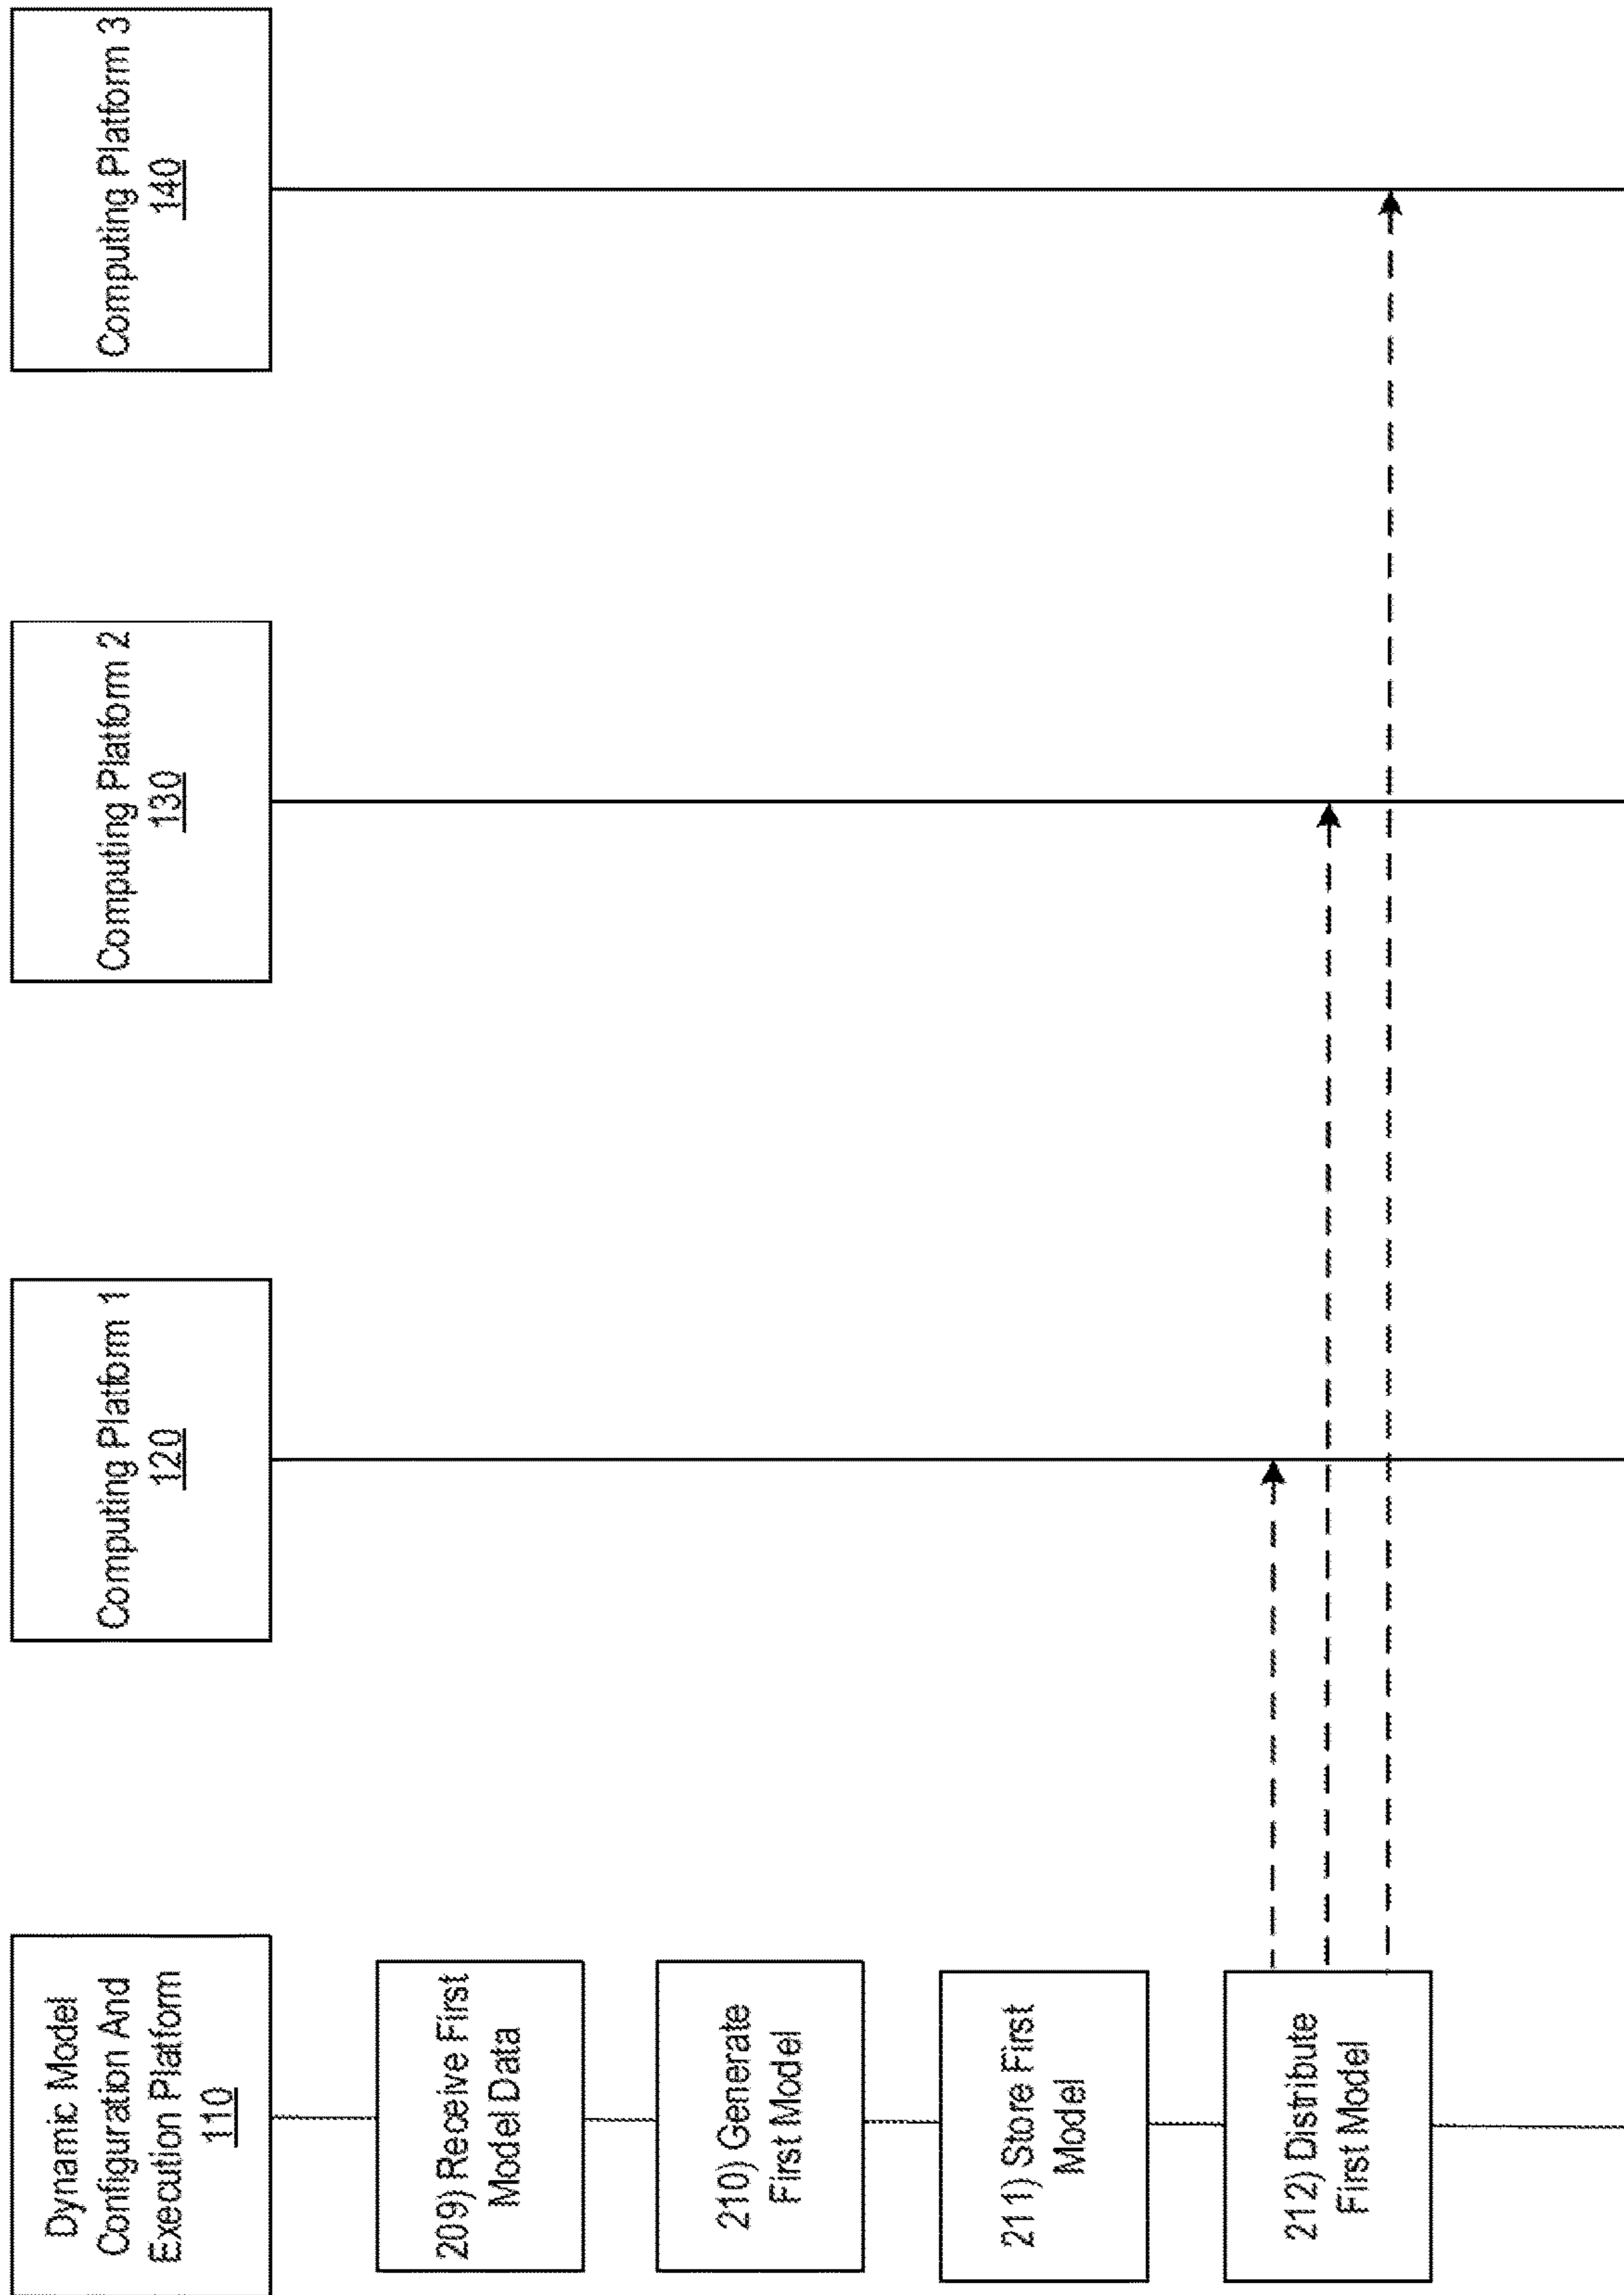 Dynamic Model
Configuration And
Execution Platform
110
Computing Platform 1
120
Computing Platform 2
130
Computing Platform 3
140
209) Receive First
Model Data
210) Generate
First Model
211) Store First
Model
212) Distribute
First Model